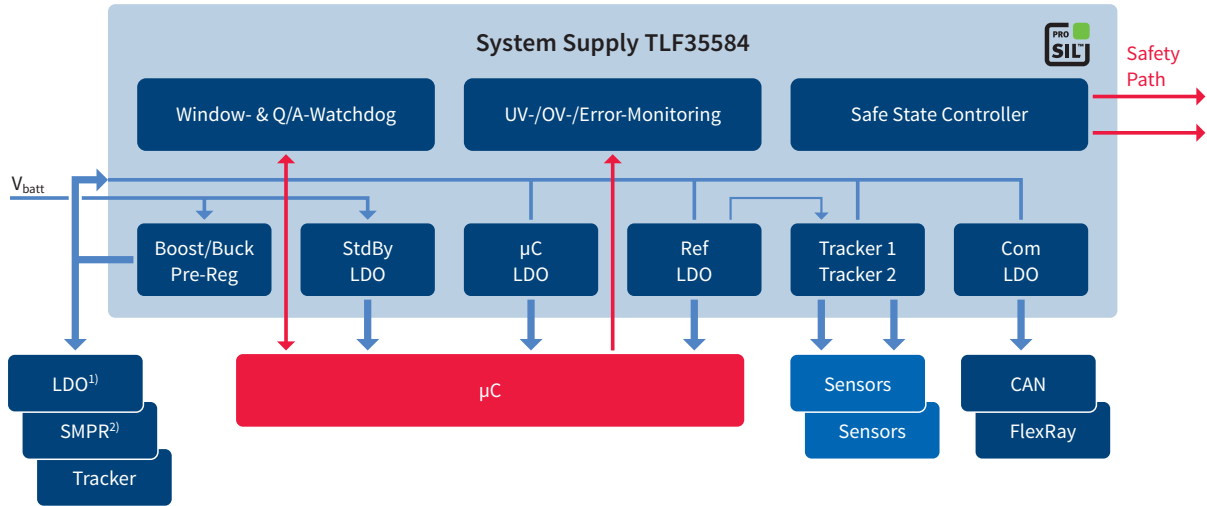 System Supply TLF35584
PRO
SIL™
Safety
Path
Window- & Q/A-Watchdog
UV-/OV-/Error-Monitoring
Safe State Controller
Vbatt
Boost/Buck
Pre-Reg
StdBy
LDO
µC
LDO
Ref
LDO
Tracker 1
Tracker 2
Com
LDO
LDO1)
SMPR2)
Tracker
µC
Sensors
Sensors
CAN
FlexRay